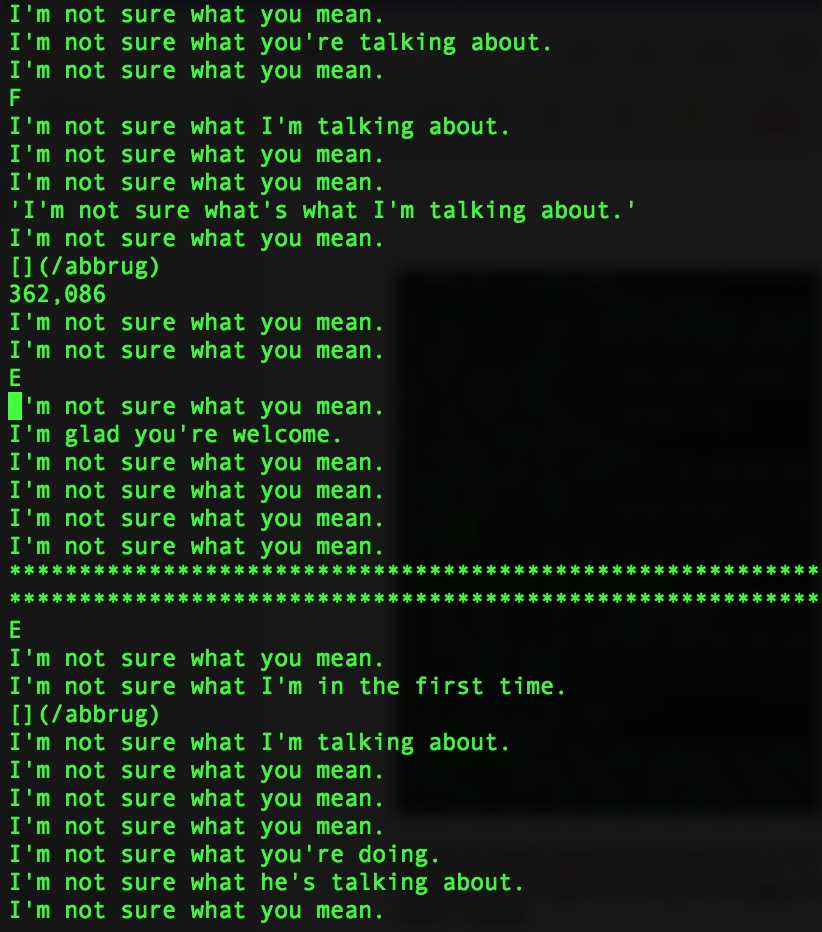 I'm not sure what you mean.
I'm not sure what you're talking about.
I'm not sure what you mean.
F
I'm not sure what I'm talking about.
I'm not sure what you mean.
I'm not sure what you mean.
'I'm not sure what's what I'm talking about.'
I'm not sure what you mean.
[](/abbrug)
362,086
I'm not sure what you mean.
I'm not sure what you mean.
E
I'm not sure what you mean.
I'm glad you're welcome.
I'm not sure what you mean.
I'm not sure what you mean.
I'm not sure what you mean.
I'm not sure what you mean.
**********************************************************
**********************************************************
E
I'm not sure what you mean.
I'm not sure what I'm in the first time.
[](/abbrug)
I'm not sure what I'm talking about.
I'm not sure what you mean.
I'm not sure what you mean.
I'm not sure what you mean.
I'm not sure what you're doing.
I'm not sure what he's talking about.
I'm not sure what you mean.